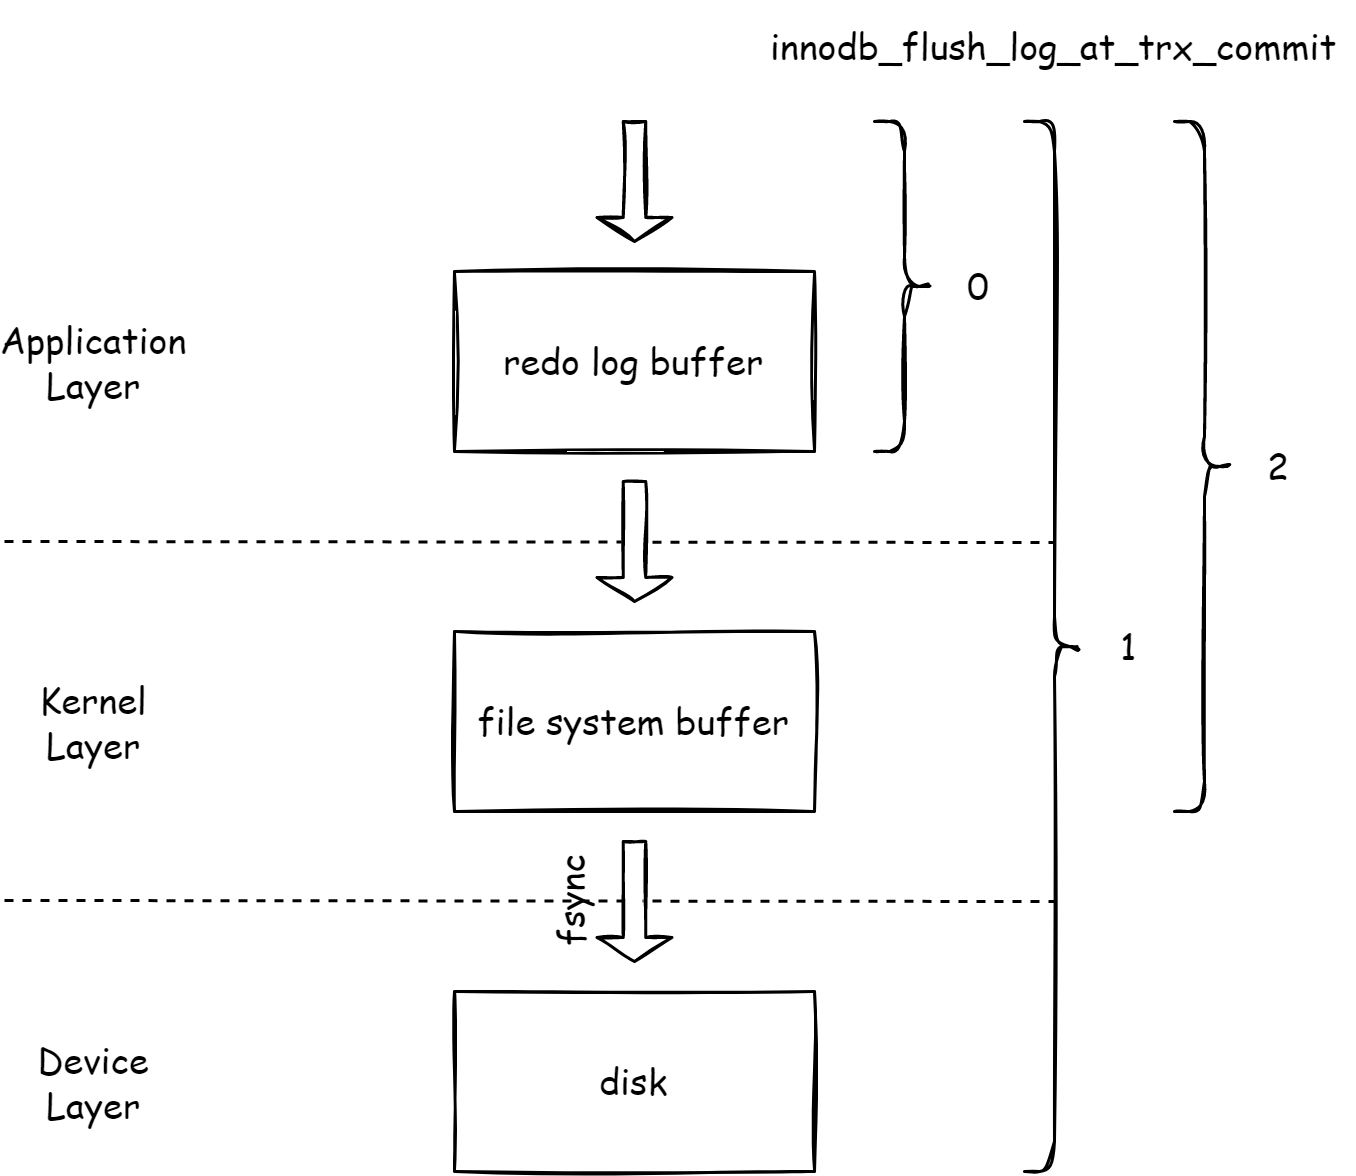 innodb_flush_log_at_trx_commit
0
Application
Layer
redo log buffer
2
1
Kernel
Layer
file system buffer
fsync
Device
Layer
disk